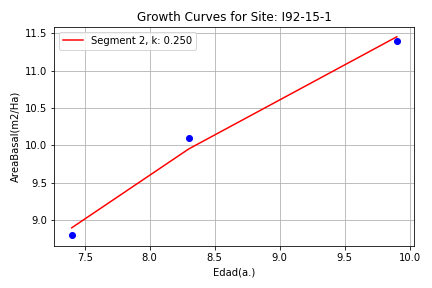 Growth Curves for Site: I92-15-1
Segment 2, k: 0.250
AreaBasal(m2/Ha)
11.5
11.0
10.5
10.0
9.5
9.0
7.5 8.0 8.5 9.0 9.5 10.0
Edad(a.)